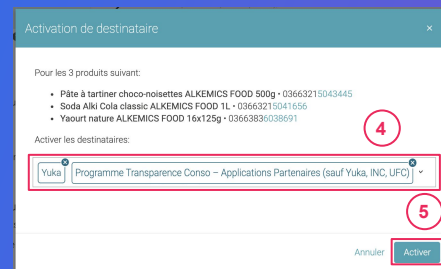 Activation de destinataire ×
Pour les 3 produits suivant:
• Pâte à tartiner choco-noisettes ALKEMICS FOOD 500g • 03663215043445
• Soda Alki Cola classic ALKEMICS FOOD 1L • 03663215041656
• Yaourt nature ALKEMICS FOOD 16x125g • 03663836038691
4
Activer les destinataires:
Yuka Programme Transparence Conso – Applications Partenaires (sauf Yuka, INC, UFC)
5
Annuler Activer